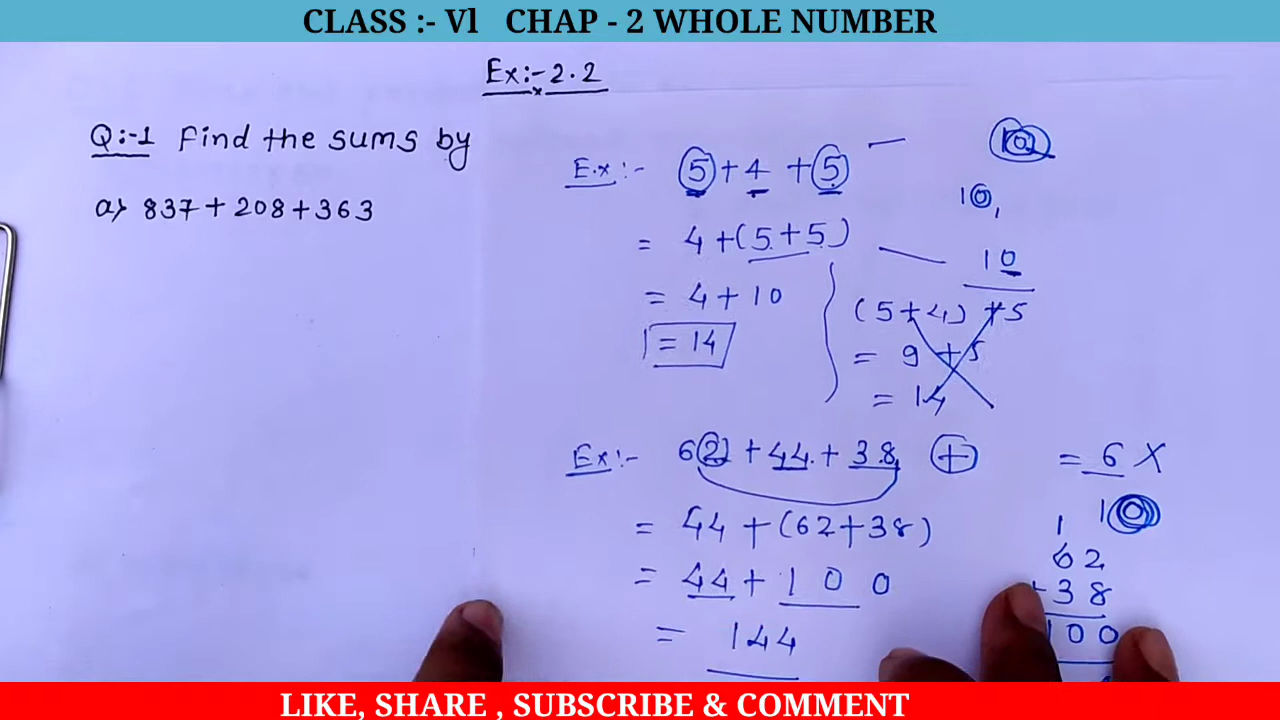 CLASS :- Vl CHAP - 2 WHOLE NUMBER
Ex:-2.2
Q:-1 Find the sums by
a) 837+208+363
Ex:- 5+4+5
10,
= 4+(5+5)
10
= 4+10
= 14
(5+4)+5
= 9+5
= 14
Ex:- 62+44+38 +
= 6 X
= 44+(62+38)
= 44+100
= 144
10
1
62
+38
100
LIKE, SHARE , SUBSCRIBE & COMMENT